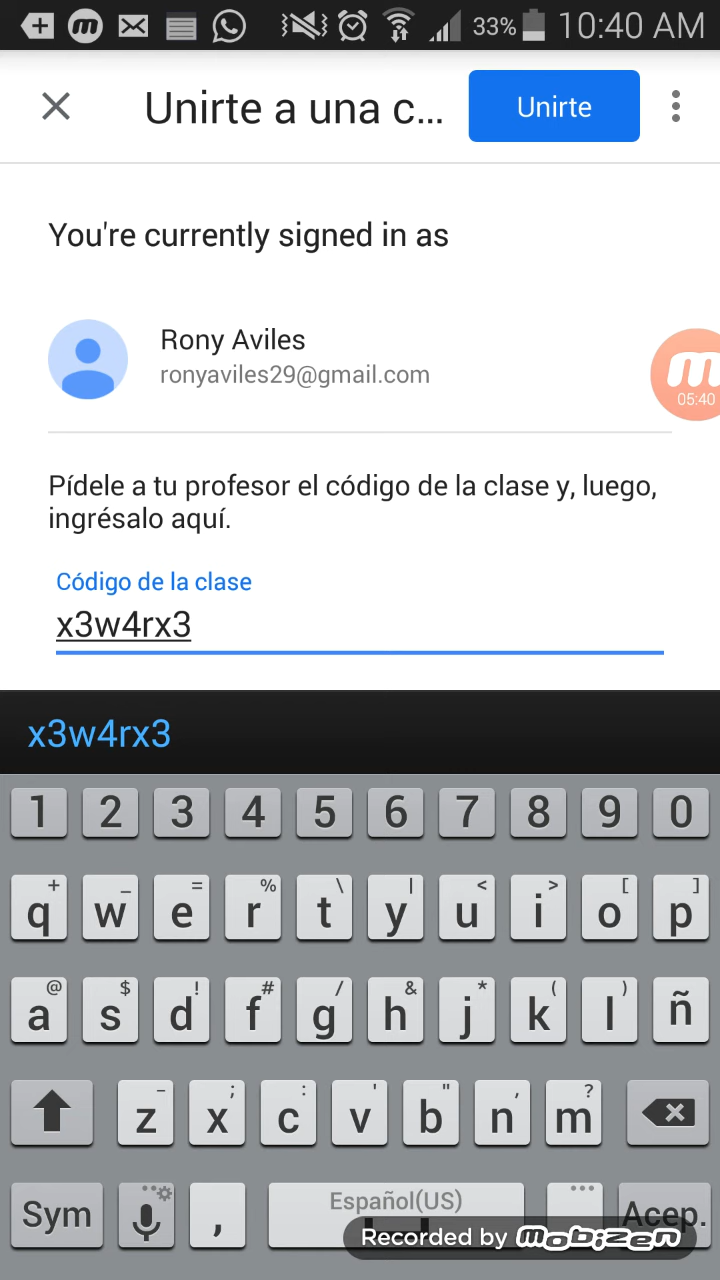 33% 10:40 AM
Unirte a una c... Unirte
You're currently signed in as
Rony Aviles
ronyaviles29@gmail.com
m
05:40
Pídele a tu profesor el código de la clase y, luego,
ingrésalo aquí.
Código de la clase
x3w4rx3
x3w4rx3
1 2 3 4 5 6 7 8 9 0
+ _ = % \ | < > [ ]
q w e r t y u i o p
@ $ ! # / & * ( )
a s d f g h j k l ñ
- ; : ' " , ?
z x c v b n m
Sym , Español(US) Acep.
Recorded by mobizen